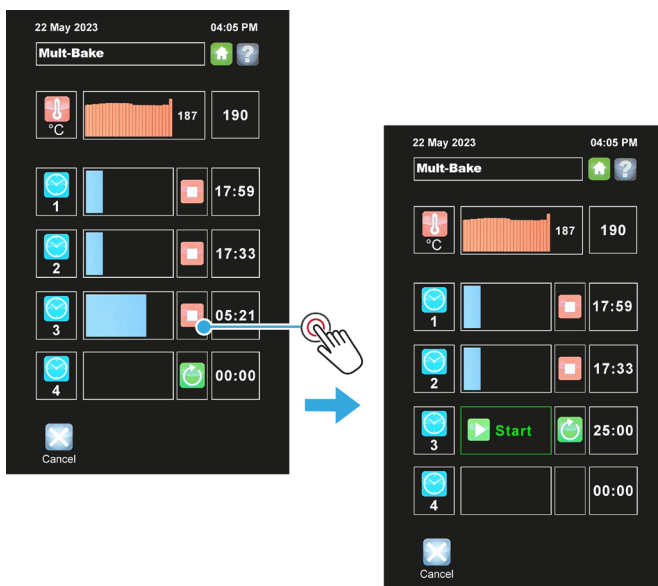 22 May 2023 04:05 PM
Mult-Bake ?
°C 187 190
1 17:59
2 17:33
3 05:21
4 00:00
Cancel
22 May 2023 04:05 PM
Mult-Bake ?
°C 187 190
1 17:59
2 17:33
3 Start 25:00
4 00:00
Cancel